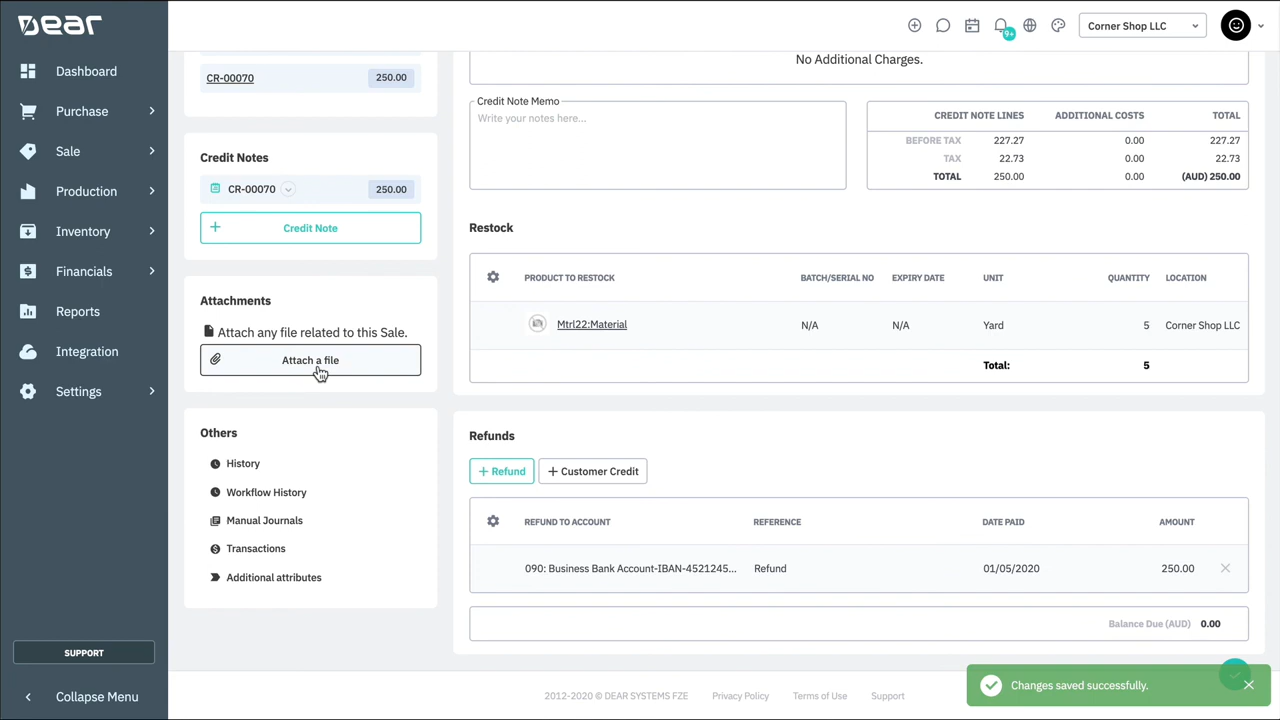 DEAR
9+
Corner Shop LLC
Dashboard
Purchase
Sale
Production
Inventory
Financials
Reports
Integration
Settings
SUPPORT
Collapse Menu
CR-00070 250.00
Credit Notes
CR-00070 250.00
+ Credit Note
Attachments
Attach any file related to this Sale.
Attach a file
Others
History
Workflow History
Manual Journals
Transactions
Additional attributes
No Additional Charges.
Credit Note Memo
Write your notes here...
CREDIT NOTE LINES ADDITIONAL COSTS TOTAL
BEFORE TAX 227.27 0.00 227.27
TAX 22.73 0.00 22.73
TOTAL 250.00 0.00 (AUD) 250.00
Restock
PRODUCT TO RESTOCK BATCH/SERIAL NO EXPIRY DATE UNIT QUANTITY LOCATION
Mtrl22:Material N/A N/A Yard 5 Corner Shop LLC
Total: 5
Refunds
+ Refund + Customer Credit
REFUND TO ACCOUNT REFERENCE DATE PAID AMOUNT
090: Business Bank Account-IBAN-4521245... Refund 01/05/2020 250.00
Balance Due (AUD) 0.00
2012-2020 © DEAR SYSTEMS FZE Privacy Policy Terms of Use Support
Changes saved successfully.